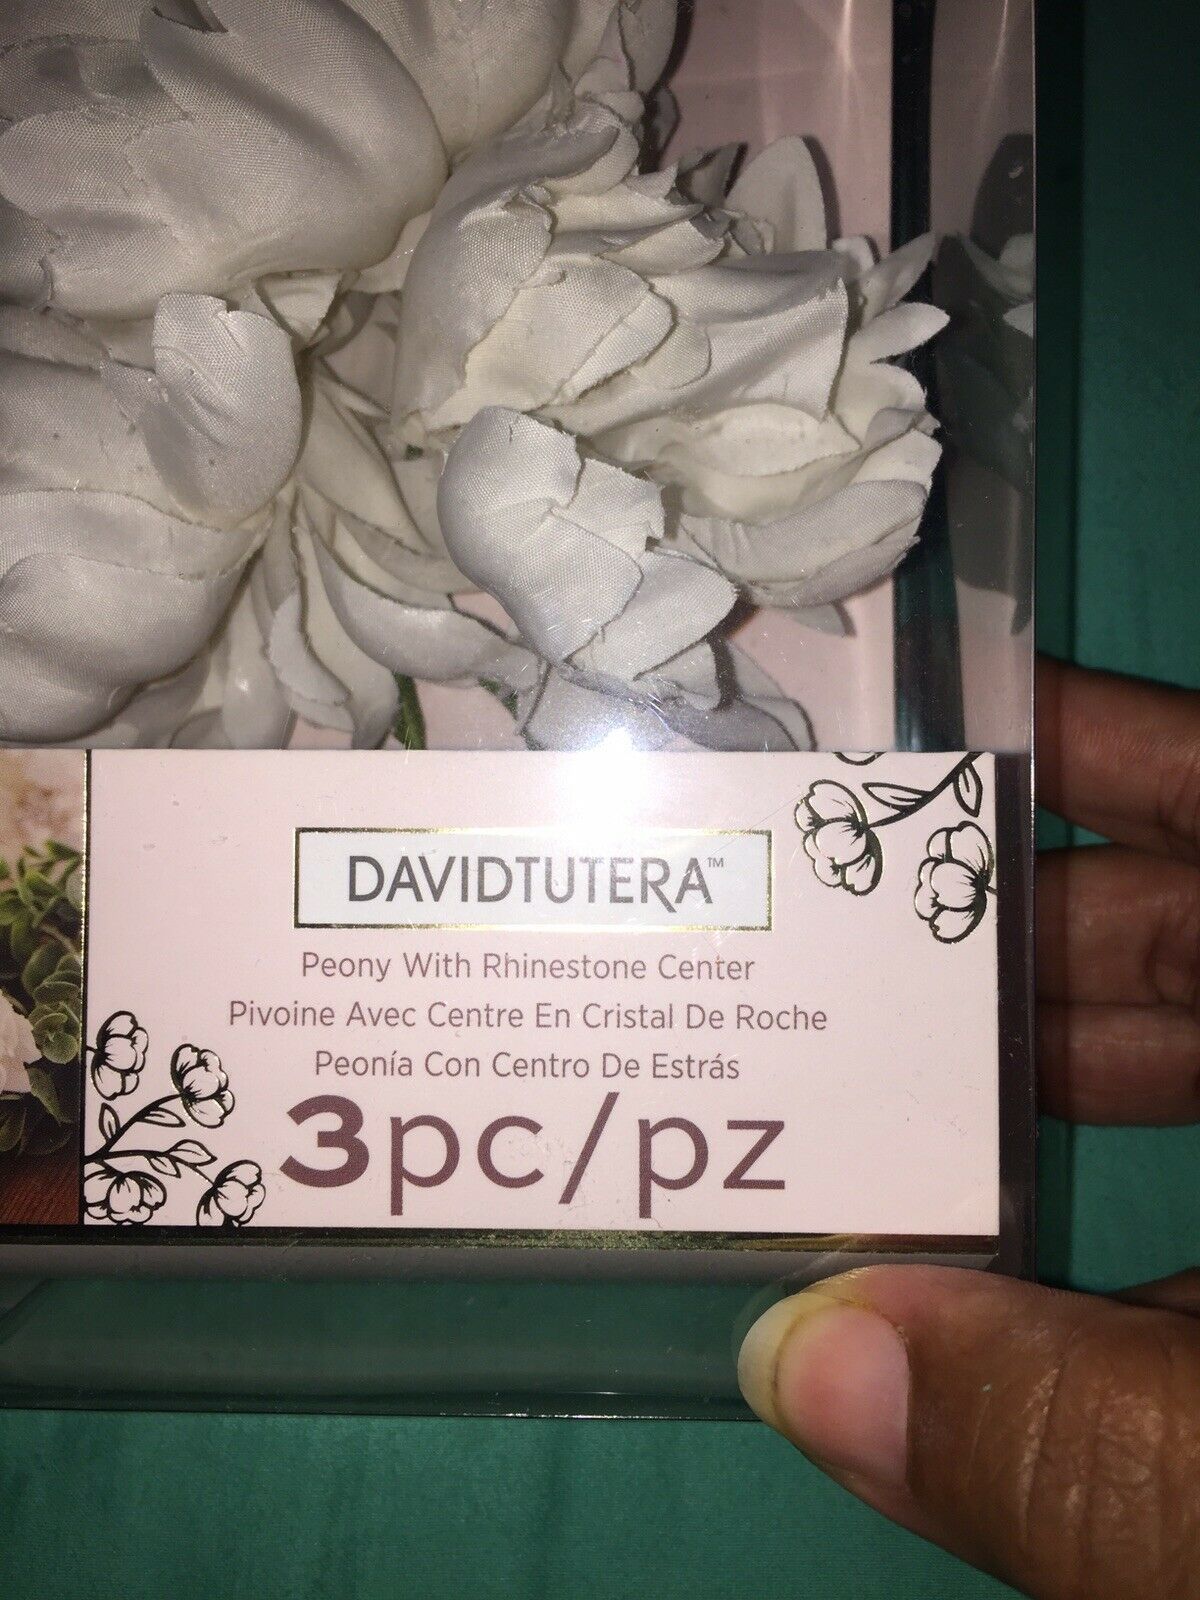 DAVIDTUTERA™
Peony With Rhinestone Center
Pivoine Avec Centre En Cristal De Roche
Peonía Con Centro De Estrás
3pc/pz